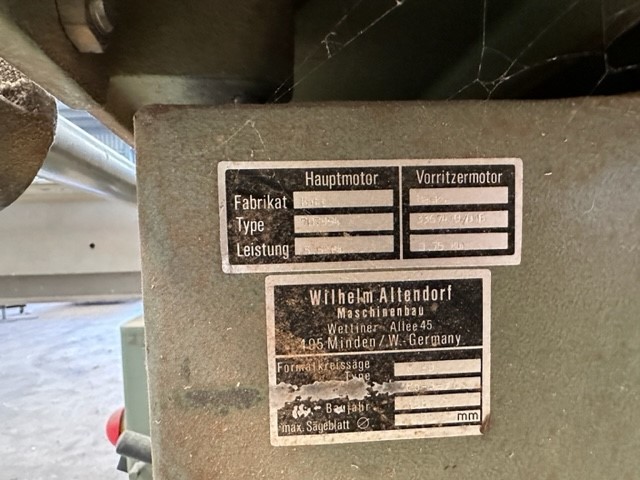 Hauptmotor Vorritzermotor
Fabrikat
Type
Leistung
Wilhelm Altendorf
Maschinenbau
Wettiner Allee 45
495 Minden/W. Germany
Formatkreissäge
Type
Baujahr
max. Sägeblatt Ø mm